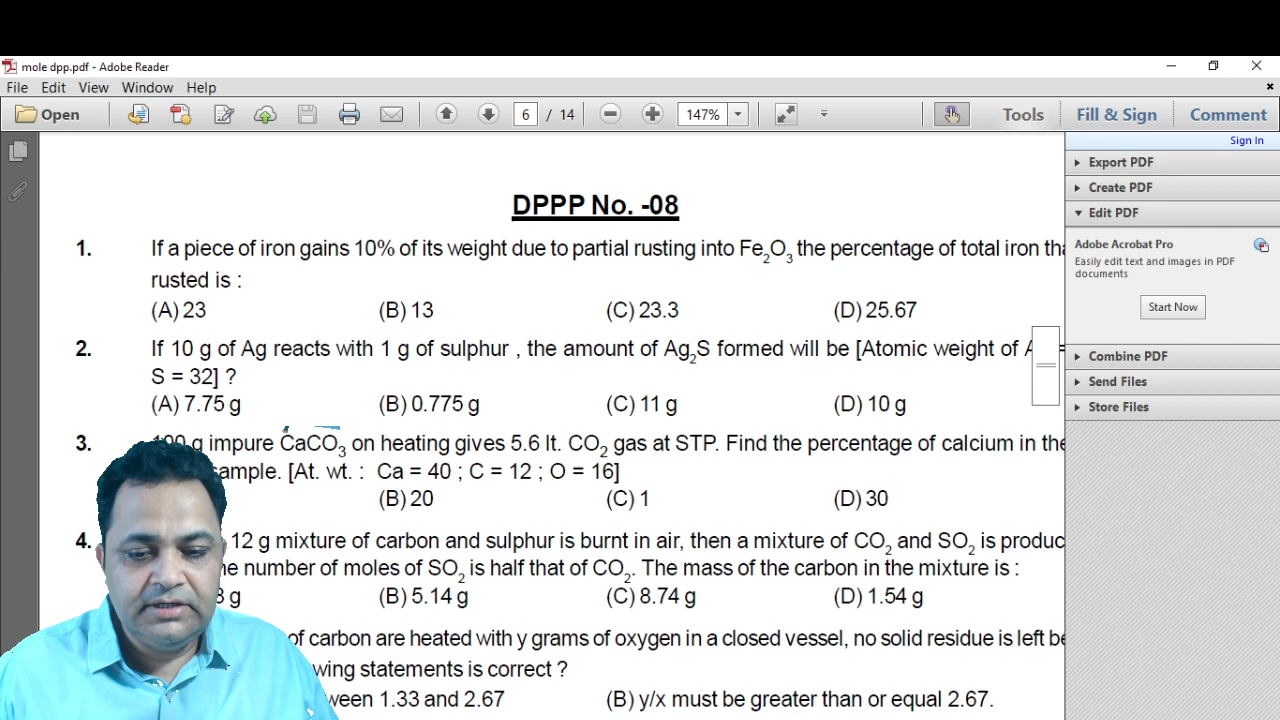 mole dpp.pdf - Adobe Reader
File Edit View Window Help
Open 6 / 14 147% Tools Fill & Sign Comment
Sign In
Export PDF
Create PDF
Edit PDF
Adobe Acrobat Pro
Easily edit text and images in PDF
documents
Start Now
Combine PDF
Send Files
Store Files
DPPP No. -08
1. If a piece of iron gains 10% of its weight due to partial rusting into Fe2O3 the percentage of total iron
rusted is :
(A) 23 (B) 13 (C) 23.3 (D) 25.67
2. If 10 g of Ag reacts with 1 g of sulphur , the amount of Ag2S formed will be [Atomic weight of
S = 32] ?
(A) 7.75 g (B) 0.775 g (C) 11 g (D) 10 g
3. 100 g impure CaCO3 on heating gives 5.6 lt. CO2 gas at STP. Find the percentage of calcium in the
sample. [At. wt. : Ca = 40 ; C = 12 ; O = 16]
(B) 20 (C) 1 (D) 30
4. 12 g mixture of carbon and sulphur is burnt in air, then a mixture of CO2 and SO2 is
number of moles of SO2 is half that of CO2. The mass of the carbon in the mixture is :
g (B) 5.14 g (C) 8.74 g (D) 1.54 g
of carbon are heated with y grams of oxygen in a closed vessel, no solid residue is left
statements is correct ?
1.33 and 2.67 (B) y/x must be greater than or equal 2.67.